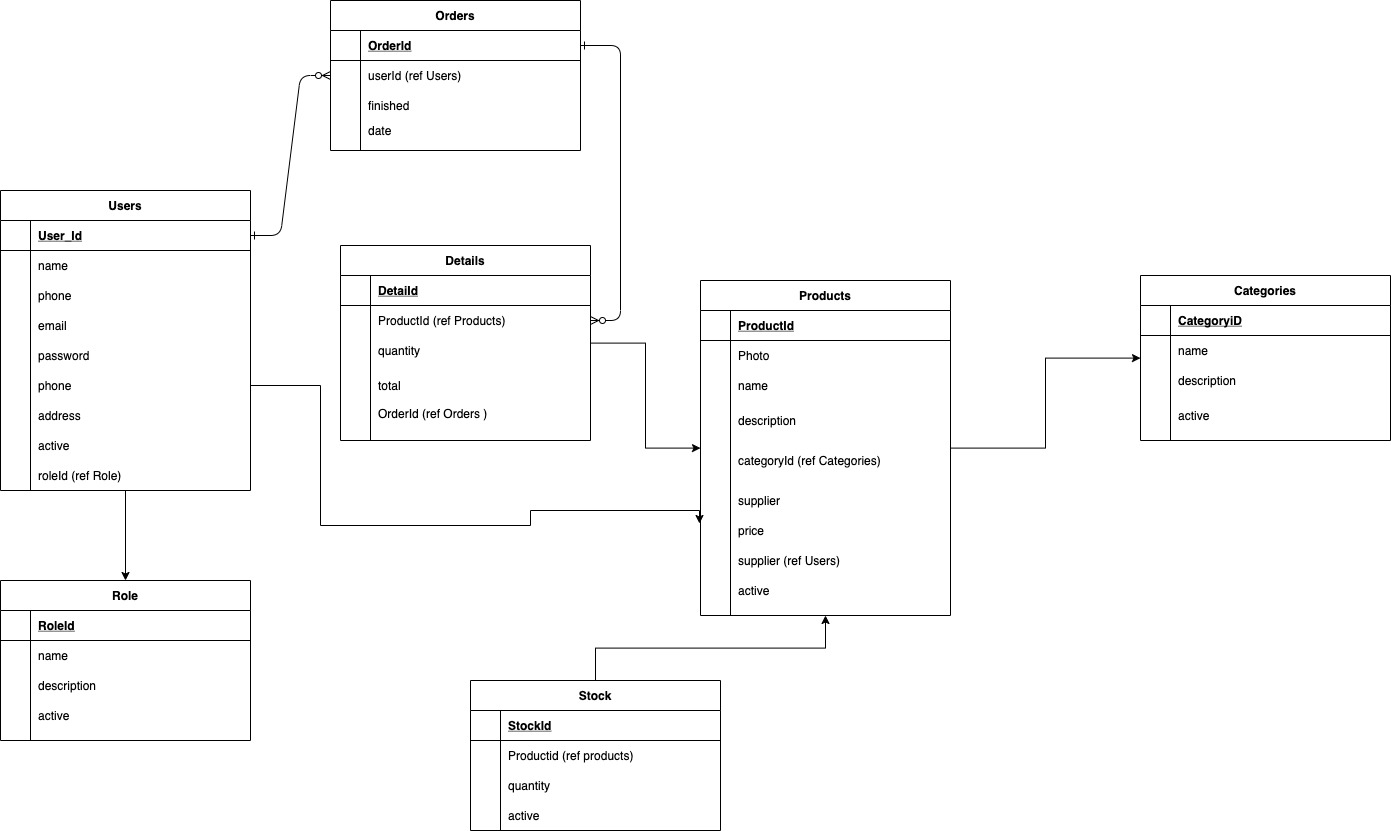 Orders
OrderId
userId (ref Users)
finished
date
Users
User_Id
name
phone
email
password
phone
address
active
roleId (ref Role)
Details
DetaiId
ProductId (ref Products)
quantity
total
OrderId (ref Orders )
Products
ProductId
Photo
name
description
categoryId (ref Categories)
supplier
price
supplier (ref Users)
active
Categories
CategoryiD
name
description
active
Role
RoleId
name
description
active
Stock
StockId
Productid (ref products)
quantity
active